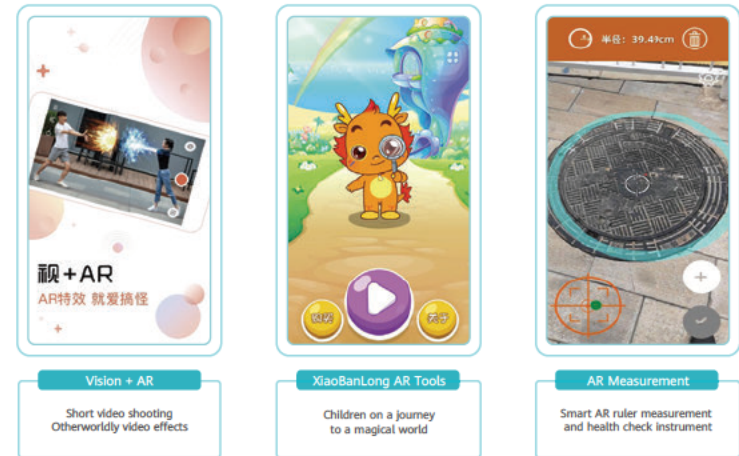 视+AR
AR特效 就爱搞怪
Vision + AR
Short video shooting
Otherworldly video effects
关于
XiaoBanLong AR Tools
Children on a journey
to a magical world
半径：39.49cm
AR Measurement
Smart AR ruler measurement
and health check instrument